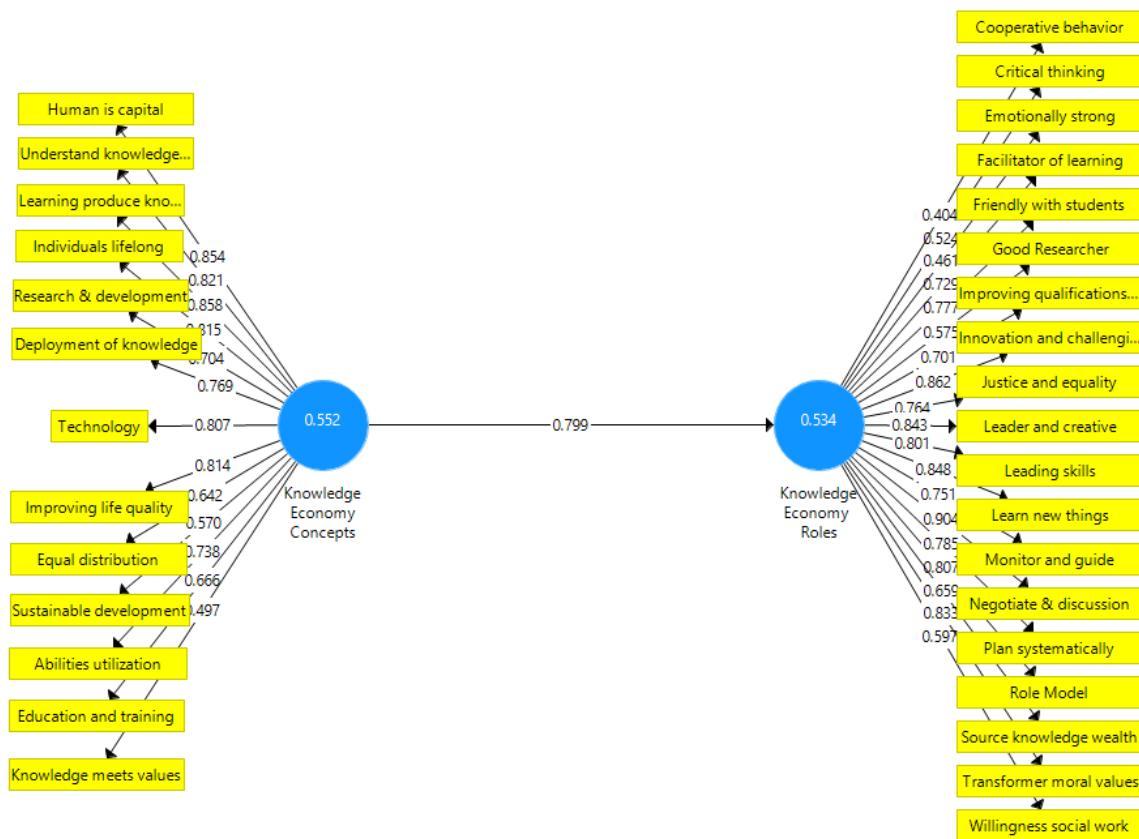 Human is capital
Understand knowledge...
Learning produce kno...
Individuals lifelong
Research & development
Deployment of knowledge
Technology
Improving life quality
Equal distribution
Sustainable development
Abilities utilization
Education and training
Knowledge meets values
0.854
0.821
0.858
0.815
0.704
0.769
0.807
0.814
0.642
0.570
0.738
0.666
0.497
0.552
Knowledge
Economy
Concepts
0.799
0.534
Knowledge
Economy
Roles
0.404
0.524
0.461
0.729
0.777
0.575
0.701
0.862
0.764
0.843
0.801
0.848
0.751
0.904
0.785
0.807
0.659
0.833
0.597
Cooperative behavior
Critical thinking
Emotionally strong
Facilitator of learning
Friendly with students
Good Researcher
Improving qualifications...
Innovation and challengi...
Justice and equality
Leader and creative
Leading skills
Learn new things
Monitor and guide
Negotiate & discussion
Plan systematically
Role Model
Source knowledge wealth
Transformer moral values
Willingness social work